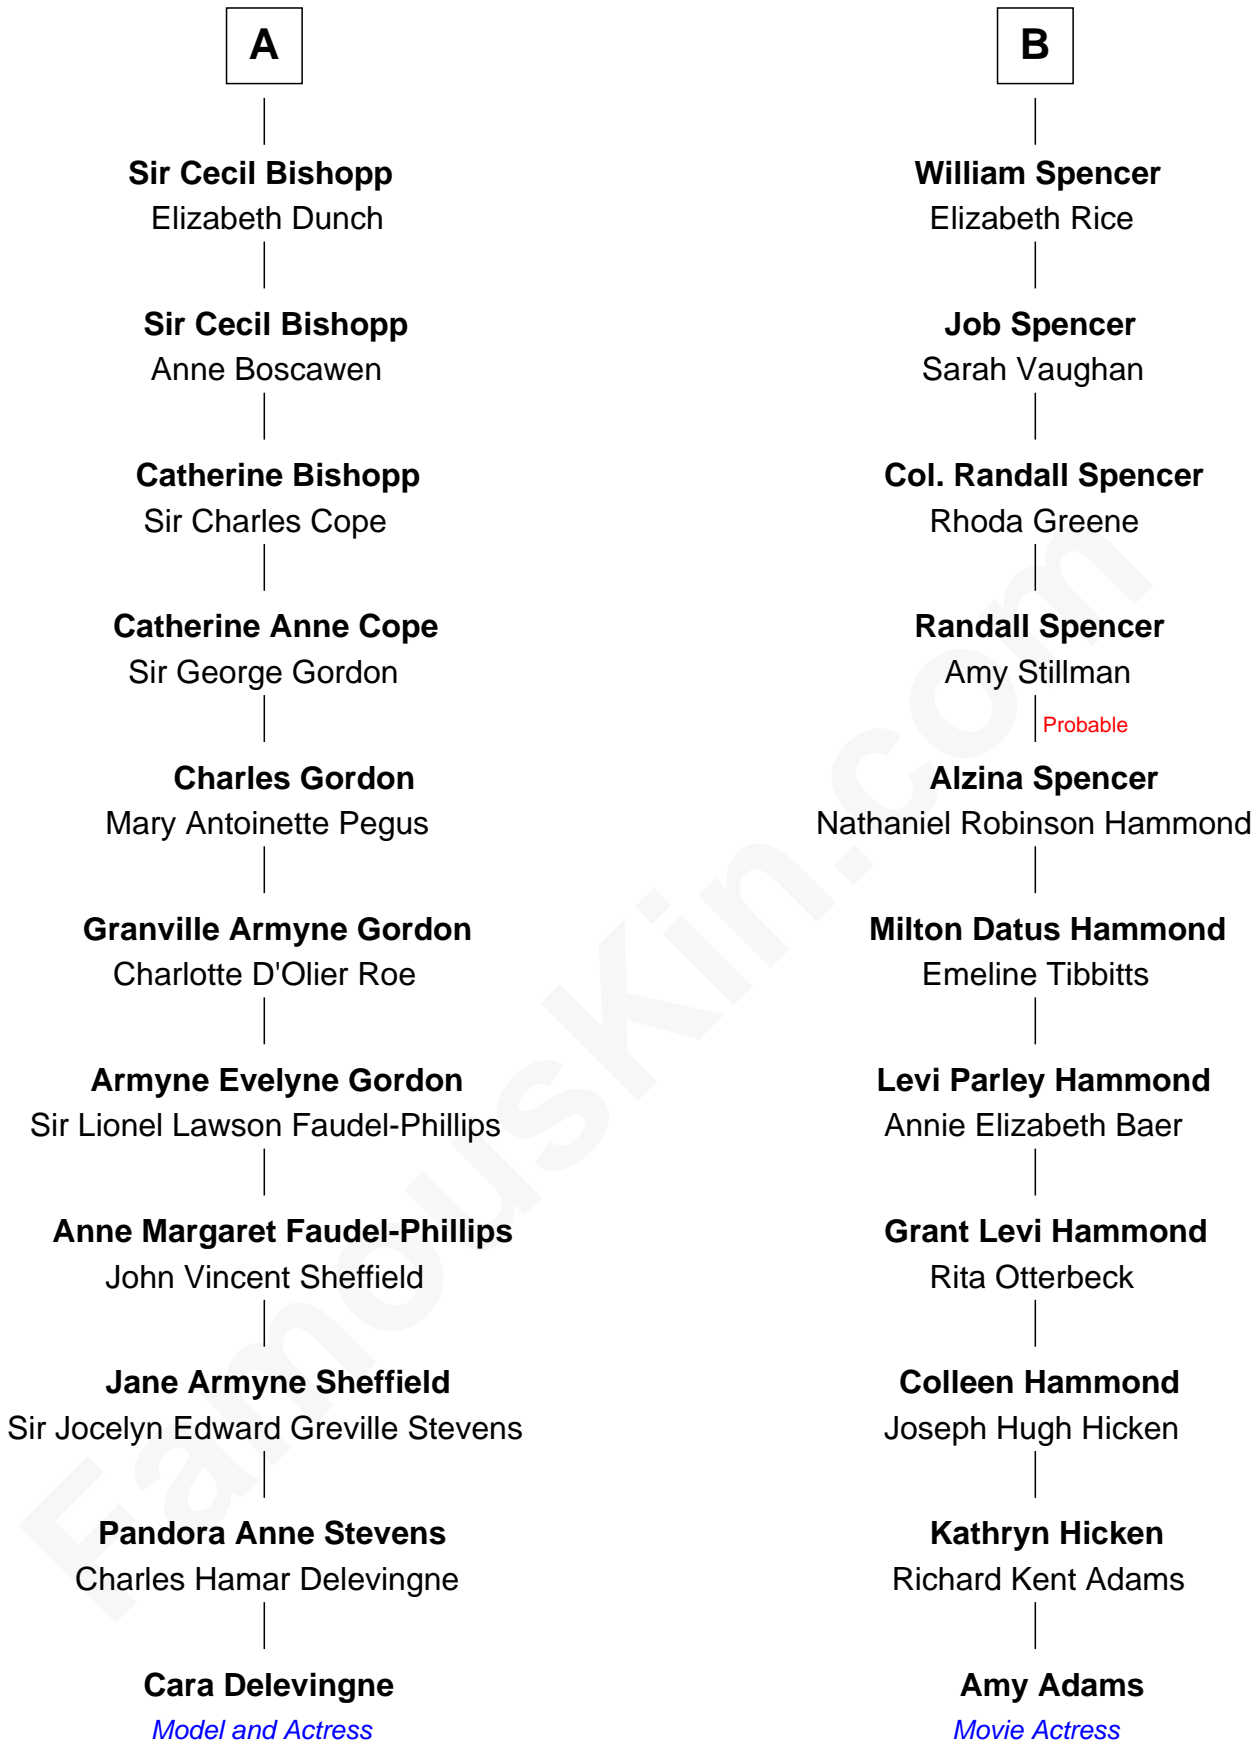 A
Sir Cecil Bishopp
Elizabeth Dunch
Sir Cecil Bishopp
Anne Boscawen
Catherine Bishopp
Sir Charles Cope
Catherine Anne Cope
Sir George Gordon
Charles Gordon
Mary Antoinette Pegus
Granville Armyne Gordon
Charlotte D'Olier Roe
Armyne Evelyne Gordon
Sir Lionel Lawson Faudel-Phillips
Anne Margaret Faudel-Phillips
John Vincent Sheffield
Jane Armyne Sheffield
Sir Jocelyn Edward Greville Stevens
Pandora Anne Stevens
Charles Hamar Delevingne
Cara Delevingne
Model and Actress
B
William Spencer
Elizabeth Rice
Job Spencer
Sarah Vaughan
Col. Randall Spencer
Rhoda Greene
Randall Spencer
Amy Stillman
Probable
Alzina Spencer
Nathaniel Robinson Hammond
Milton Datus Hammond
Emeline Tibbitts
Levi Parley Hammond
Annie Elizabeth Baer
Grant Levi Hammond
Rita Otterbeck
Colleen Hammond
Joseph Hugh Hicken
Kathryn Hicken
Richard Kent Adams
Amy Adams
Movie Actress
FamousKin.com